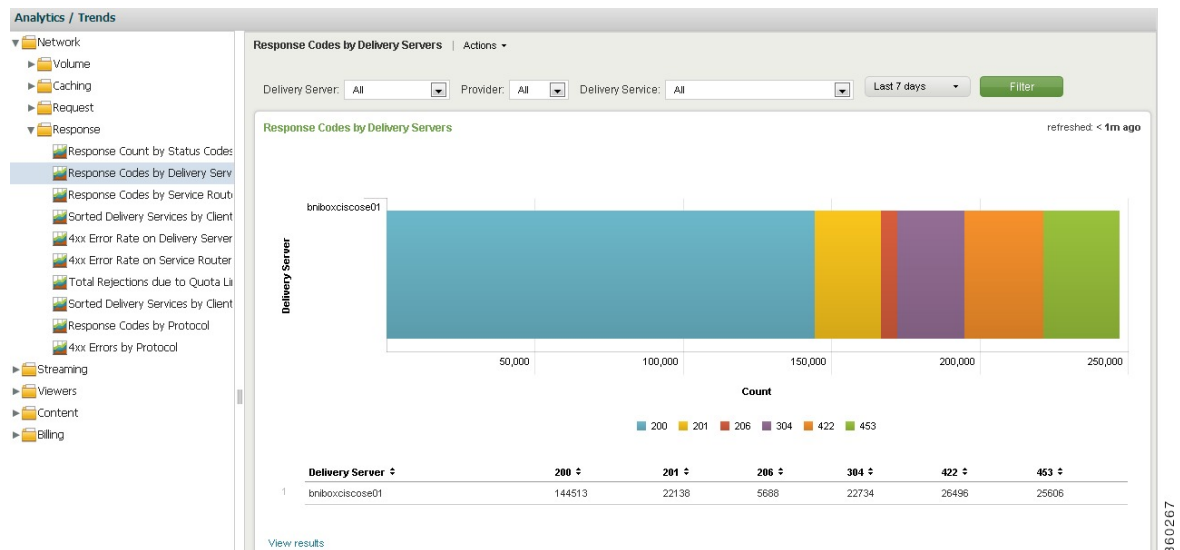 Analytics / Trends
Network
Volume
Caching
Request
Response
Response Count by Status Codes
Response Codes by Delivery Serv
Response Codes by Service Route
Sorted Delivery Services by Client
4xx Error Rate on Delivery Server
4xx Error Rate on Service Router
Total Rejections due to Quota Li
Sorted Delivery Services by Client
Response Codes by Protocol
4xx Errors by Protocol
Streaming
Viewers
Content
Billing
Response Codes by Delivery Servers | Actions
Delivery Server: All Provider: All Delivery Service: All Last 7 days Filter
Response Codes by Delivery Servers refreshed: < 1m ago
bniboxciscose01
Delivery Server
50,000 100,000 150,000 200,000 250,000
Count
200 201 206 304 422 453
Delivery Server 200 201 206 304 422 453
1 bniboxciscose01 144513 22138 5688 22734 26496 25606
View results
360267